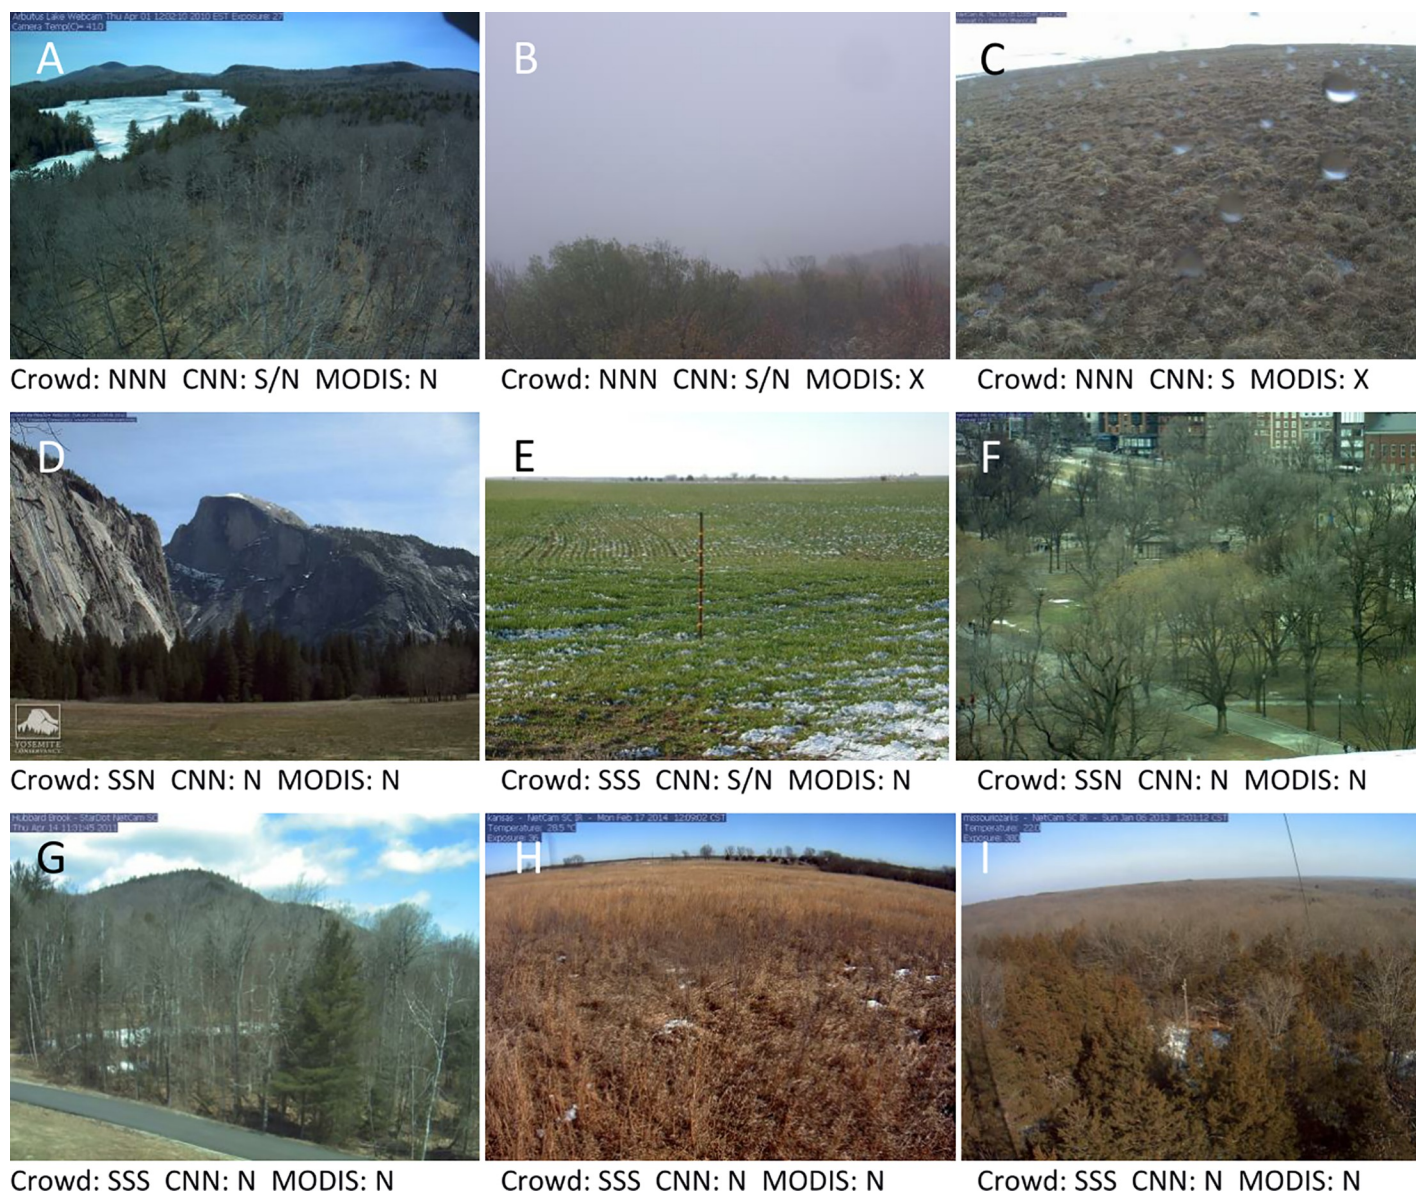 Arbutus Lake Webcam Thu Apr 01 12:02:10 2010 EST Exposure: 27
Camera Temp(C)= 41.0
A
B
C
Crowd: NNN CNN: S/N MODIS: N
Crowd: NNN CNN: S/N MODIS: X
Crowd: NNN CNN: S MODIS: X
D
E
F
YOSEMITE
CONSERVANCY
Crowd: SSN CNN: N MODIS: N
Crowd: SSS CNN: S/N MODIS: N
Crowd: SSN CNN: N MODIS: N
Hubbard Brook - StarDot NetCam SC
Thu Apr 14 11:31:45 2011
G
kansas - NetCam SC IR - Mon Feb 17 2014 12:09:02 CST
Temperature: 28.5 °C
Exposure: 36
H
missouriozarks - NetCam SC IR - Sun Jan 06 2013 12:01:12 CST
Temperature: 22.0
Exposure: 300
I
Crowd: SSS CNN: N MODIS: N
Crowd: SSS CNN: N MODIS: N
Crowd: SSS CNN: N MODIS: N